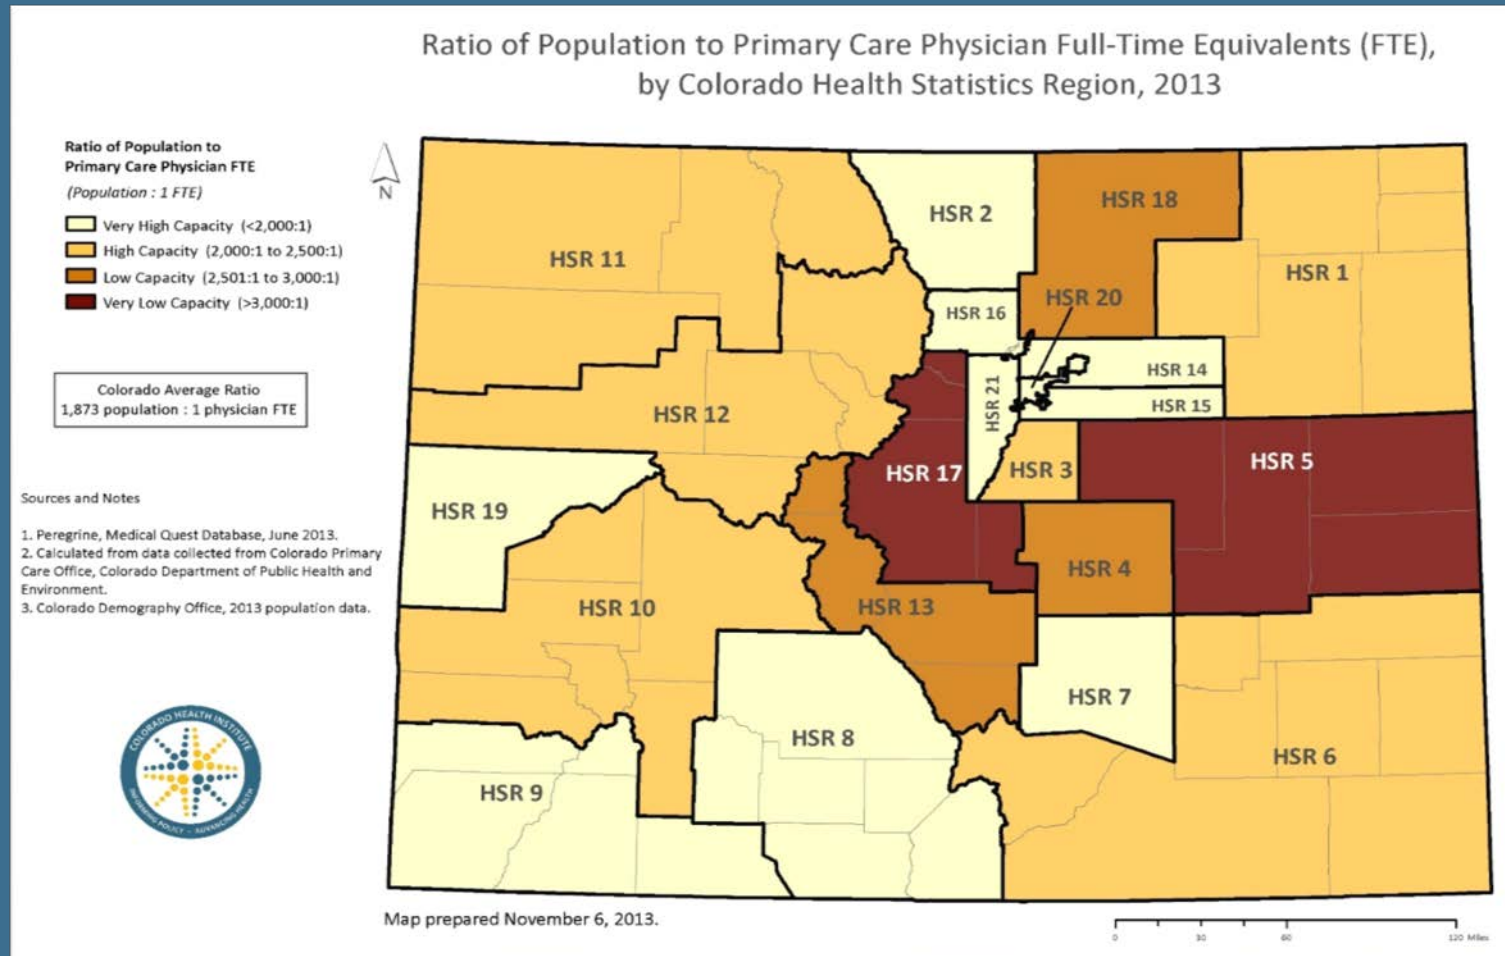 Ratio of Population to Primary Care Physician Full-Time Equivalents (FTE),
by Colorado Health Statistics Region, 2013
Ratio of Population to
Primary Care Physician FTE
(Population : 1 FTE)
Very High Capacity (<2,000:1)
High Capacity (2,000:1 to 2,500:1)
Low Capacity (2,501:1 to 3,000:1)
Very Low Capacity (>3,000:1)
N
Colorado Average Ratio
1,873 population : 1 physician FTE
Sources and Notes
1. Peregrine, Medical Quest Database, June 2013.
2. Calculated from data collected from Colorado Primary
Care Office, Colorado Department of Public Health and
Environment.
3. Colorado Demography Office, 2013 population data.
COLORADO HEALTH INSTITUTE
INFORMING POLICY · ADVANCING HEALTH
HSR 2
HSR 18
HSR 11
HSR 1
HSR 20
HSR 16
HSR 14
HSR 21
HSR 15
HSR 12
HSR 17
HSR 3
HSR 5
HSR 19
HSR 4
HSR 10
HSR 13
HSR 7
HSR 8
HSR 6
HSR 9
Map prepared November 6, 2013.
0 30 60 120 Miles